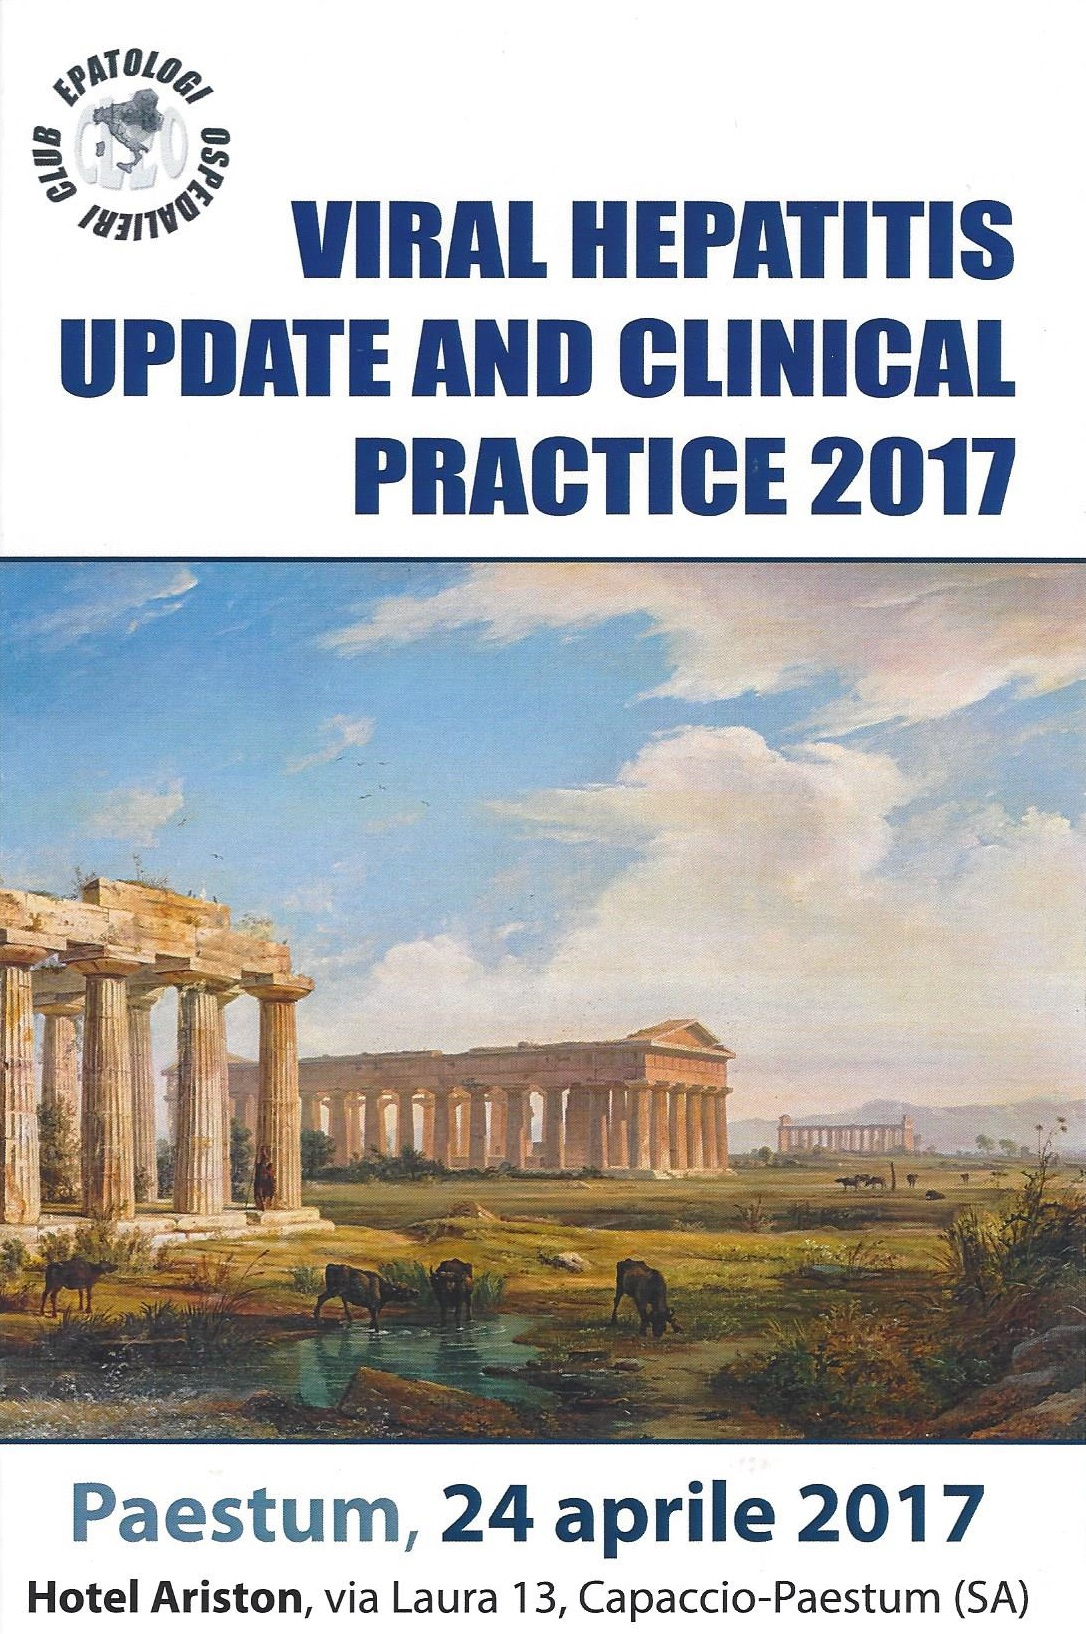 CLUB EPATOLOGI OSPEDALIERI
CLEO
VIRAL HEPATITIS
UPDATE AND CLINICAL
PRACTICE 2017
Paestum, 24 aprile 2017
Hotel Ariston, via Laura 13, Capaccio-Paestum (SA)